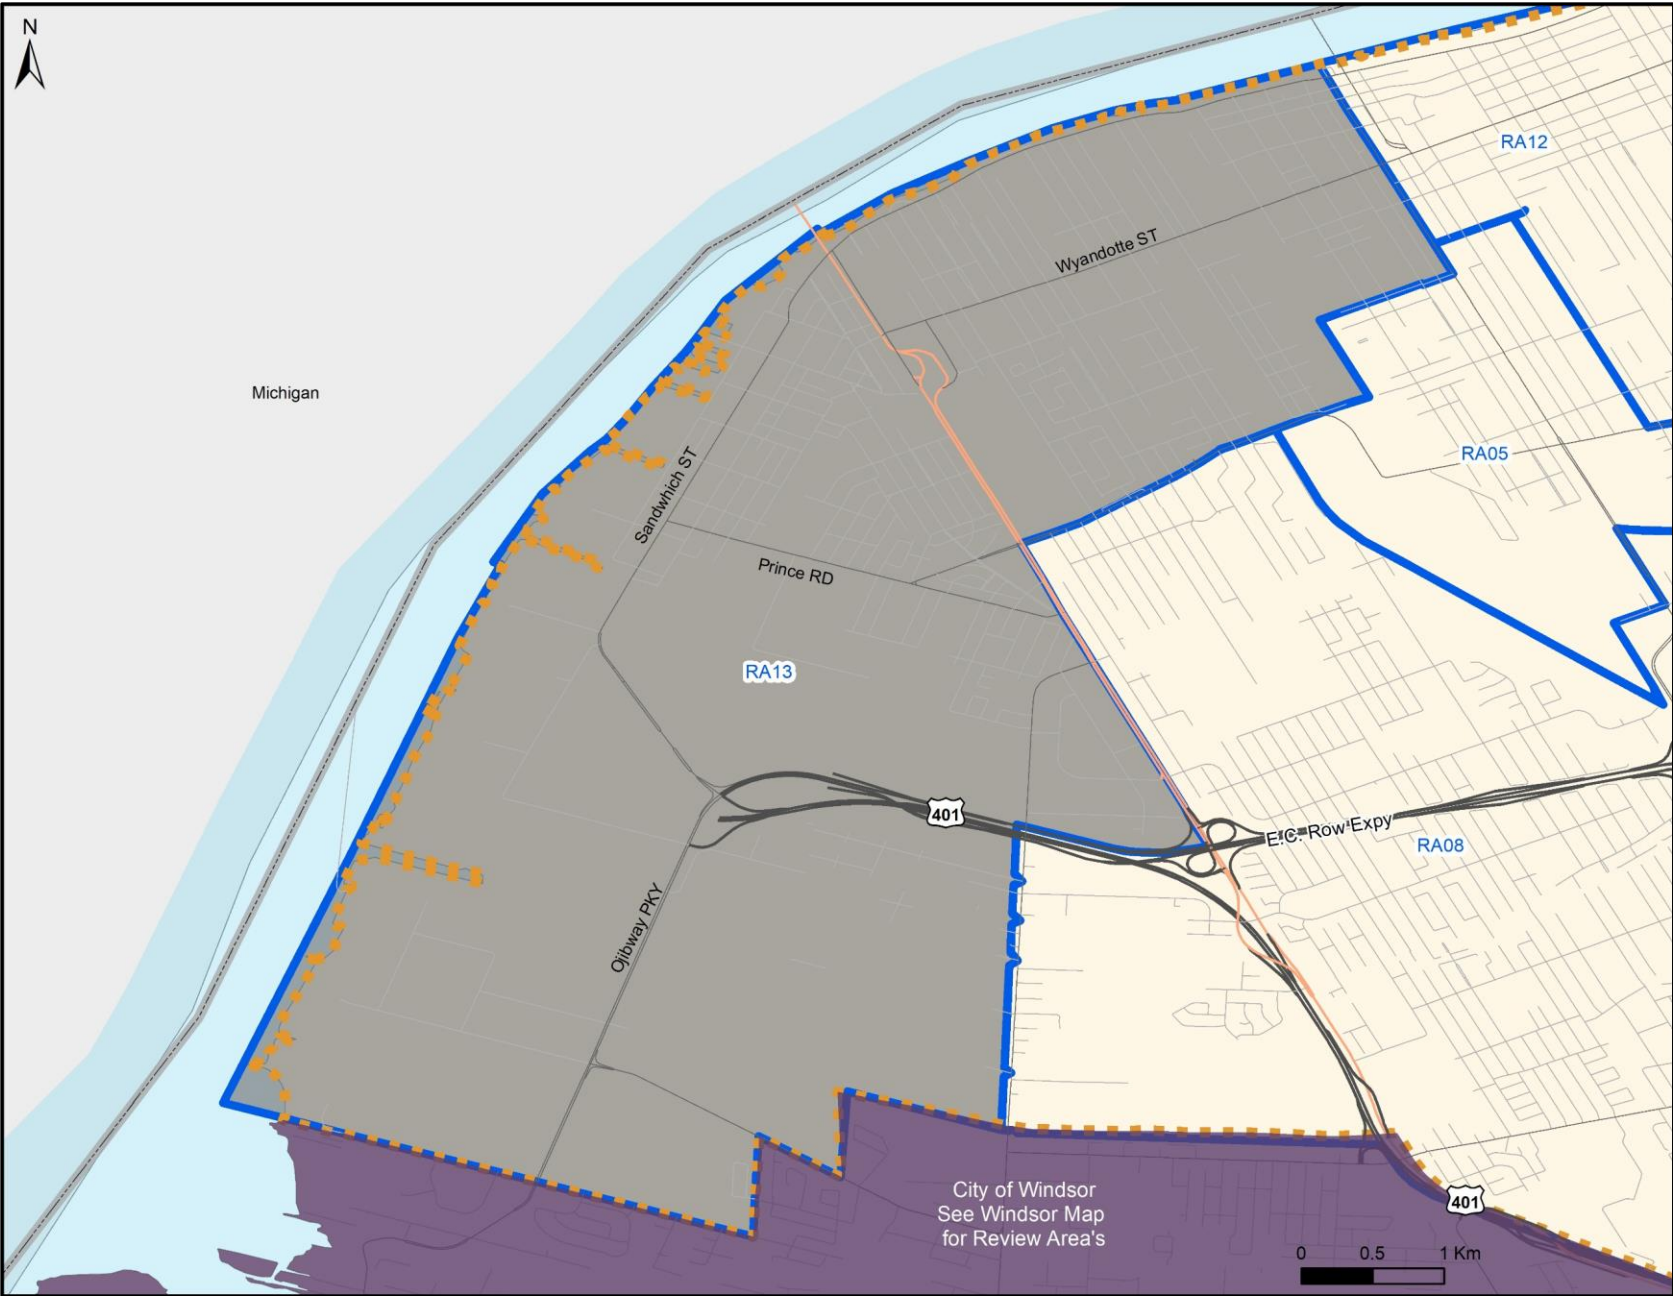 N
RA12
Wyandotte ST
Michigan
RA05
Sandwhich ST
Prince RD
RA13
401
E.C. Row Expy
RA08
Ojibway PKY
City of Windsor
See Windsor Map
for Review Area's
401
0 0.5 1 Km